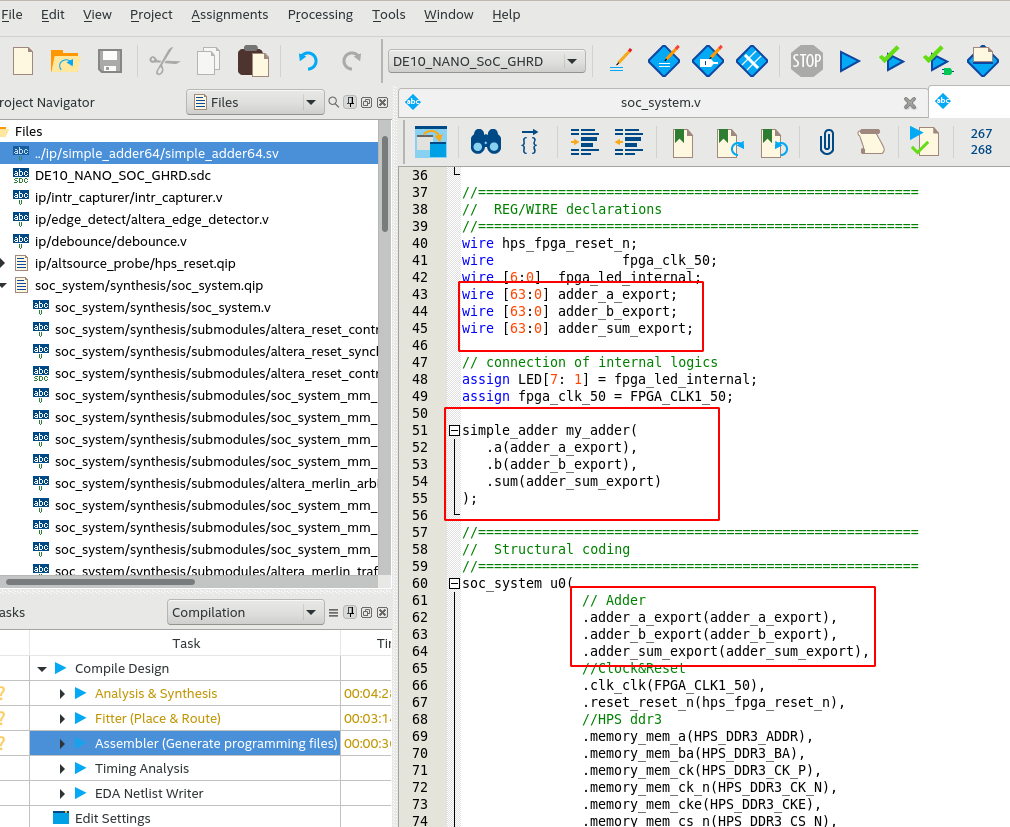 File Edit View Project Assignments Processing Tools Window Help
DE10_NANO_SoC_GHRD
STOP
roject Navigator
Files
soc_system.v
Files
../ip/simple_adder64/simple_adder64.sv
DE10_NANO_SOC_GHRD.sdc
ip/intr_capturer/intr_capturer.v
ip/edge_detect/altera_edge_detector.v
ip/debounce/debounce.v
ip/altsource_probe/hps_reset.qip
soc_system/synthesis/soc_system.qip
soc_system/synthesis/soc_system.v
soc_system/synthesis/submodules/altera_reset_contr
soc_system/synthesis/submodules/altera_reset_synch
soc_system/synthesis/submodules/altera_reset_contr
soc_system/synthesis/submodules/soc_system_mm_
soc_system/synthesis/submodules/soc_system_mm_
soc_system/synthesis/submodules/soc_system_mm_
soc_system/synthesis/submodules/soc_system_mm_
soc_system/synthesis/submodules/altera_merlin_arbi
soc_system/synthesis/submodules/soc_system_mm_
soc_system/synthesis/submodules/soc_system_mm_
soc_system/synthesis/submodules/soc_system_mm_
soc_system/synthesis/submodules/altera_merlin_traf
asks
Compilation
Task Tir
Compile Design
Analysis & Synthesis 00:04:28
Fitter (Place & Route) 00:03:14
Assembler (Generate programming files) 00:00:30
Timing Analysis
EDA Netlist Writer
Edit Settings
267
268
36
37 //=======================================================
38 //  REG/WIRE declarations
39 //=======================================================
40 wire hps_fpga_reset_n;
41 wire                fpga_clk_50;
42 wire [6:0]  fpga_led_internal;
43 wire [63:0] adder_a_export;
44 wire [63:0] adder_b_export;
45 wire [63:0] adder_sum_export;
46
47 // connection of internal logics
48 assign LED[7: 1] = fpga_led_internal;
49 assign fpga_clk_50 = FPGA_CLK1_50;
50
51 simple_adder my_adder(
52    .a(adder_a_export),
53    .b(adder_b_export),
54    .sum(adder_sum_export)
55 );
56
57 //=======================================================
58 //  Structural coding
59 //=======================================================
60 soc_system u0(
61                // Adder
62                .adder_a_export(adder_a_export),
63                .adder_b_export(adder_b_export),
64                .adder_sum_export(adder_sum_export),
65                //Clock&Reset
66                .clk_clk(FPGA_CLK1_50),
67                .reset_reset_n(hps_fpga_reset_n),
68                //HPS ddr3
69                .memory_mem_a(HPS_DDR3_ADDR),
70                .memory_mem_ba(HPS_DDR3_BA),
71                .memory_mem_ck(HPS_DDR3_CK_P),
72                .memory_mem_ck_n(HPS_DDR3_CK_N),
73                .memory_mem_cke(HPS_DDR3_CKE),
74                .memory_mem_cs_n(HPS_DDR3_CS_N),